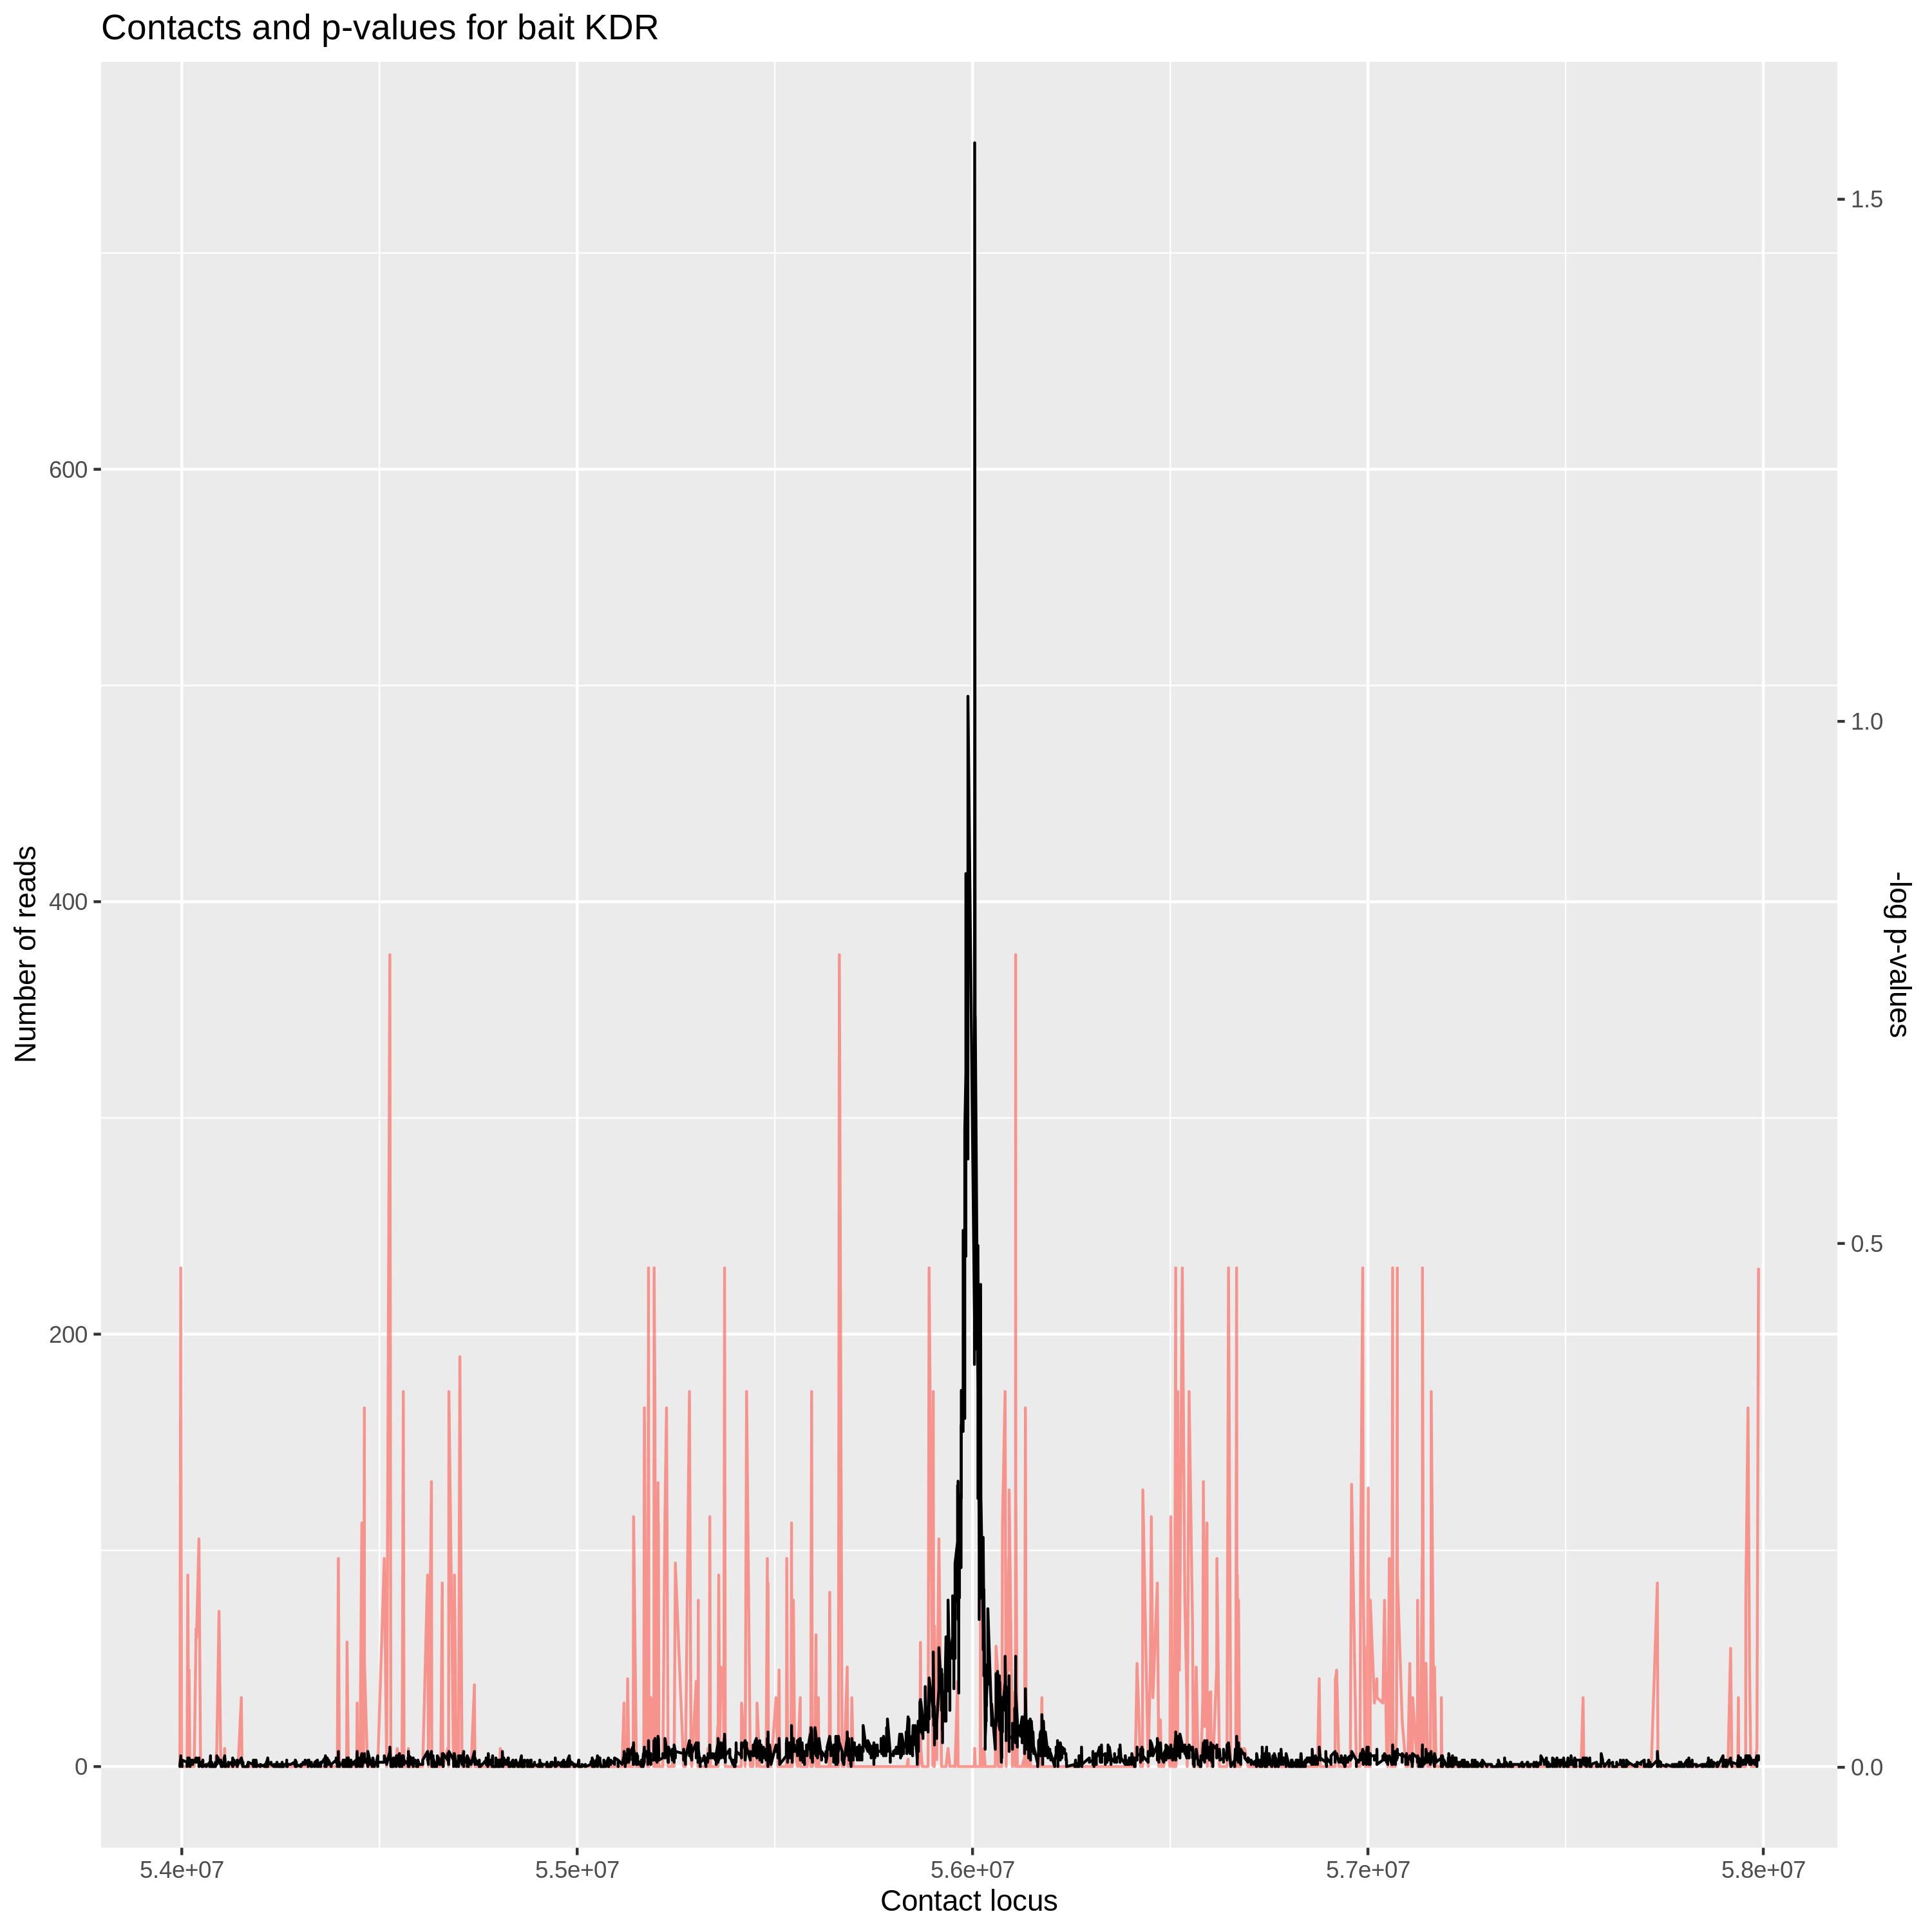 Contacts and p-values for bait KDR
Number of reads
600
400
200
0
1.5
1.0
0.5
0.0
-log p-values
5.4e+07
5.5e+07
5.6e+07
5.7e+07
5.8e+07
Contact locus